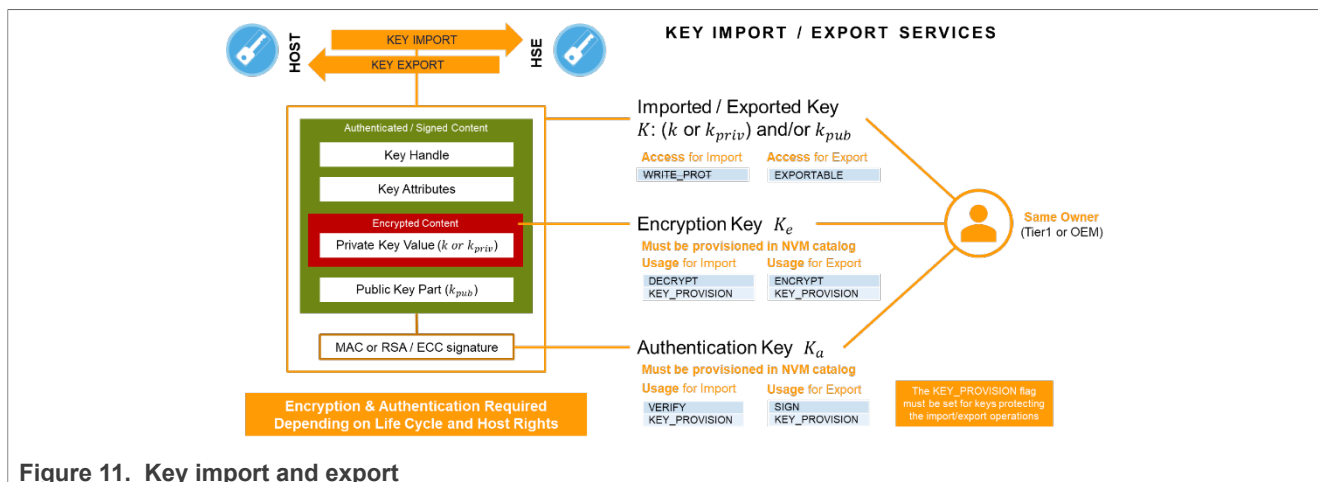 KEY IMPORT / EXPORT SERVICES
HOST
KEY IMPORT
KEY EXPORT
HSE
Authenticated / Signed Content
Key Handle
Key Attributes
Encrypted Content
Private Key Value (k or k_priv)
Public Key Part (k_pub)
MAC or RSA / ECC signature
Encryption & Authentication Required
Depending on Life Cycle and Host Rights
Imported / Exported Key
K: (k or k_priv) and/or k_pub
Access for Import
WRITE_PROT
Access for Export
EXPORTABLE
Encryption Key K_e
Must be provisioned in NVM catalog
Usage for Import
DECRYPT
KEY_PROVISION
Usage for Export
ENCRYPT
KEY_PROVISION
Authentication Key K_a
Must be provisioned in NVM catalog
Usage for Import
VERIFY
KEY_PROVISION
Usage for Export
SIGN
KEY_PROVISION
Same Owner
(Tier1 or OEM)
The KEY_PROVISION flag
must be set for keys protecting
the import/export operations
Figure 11. Key import and export